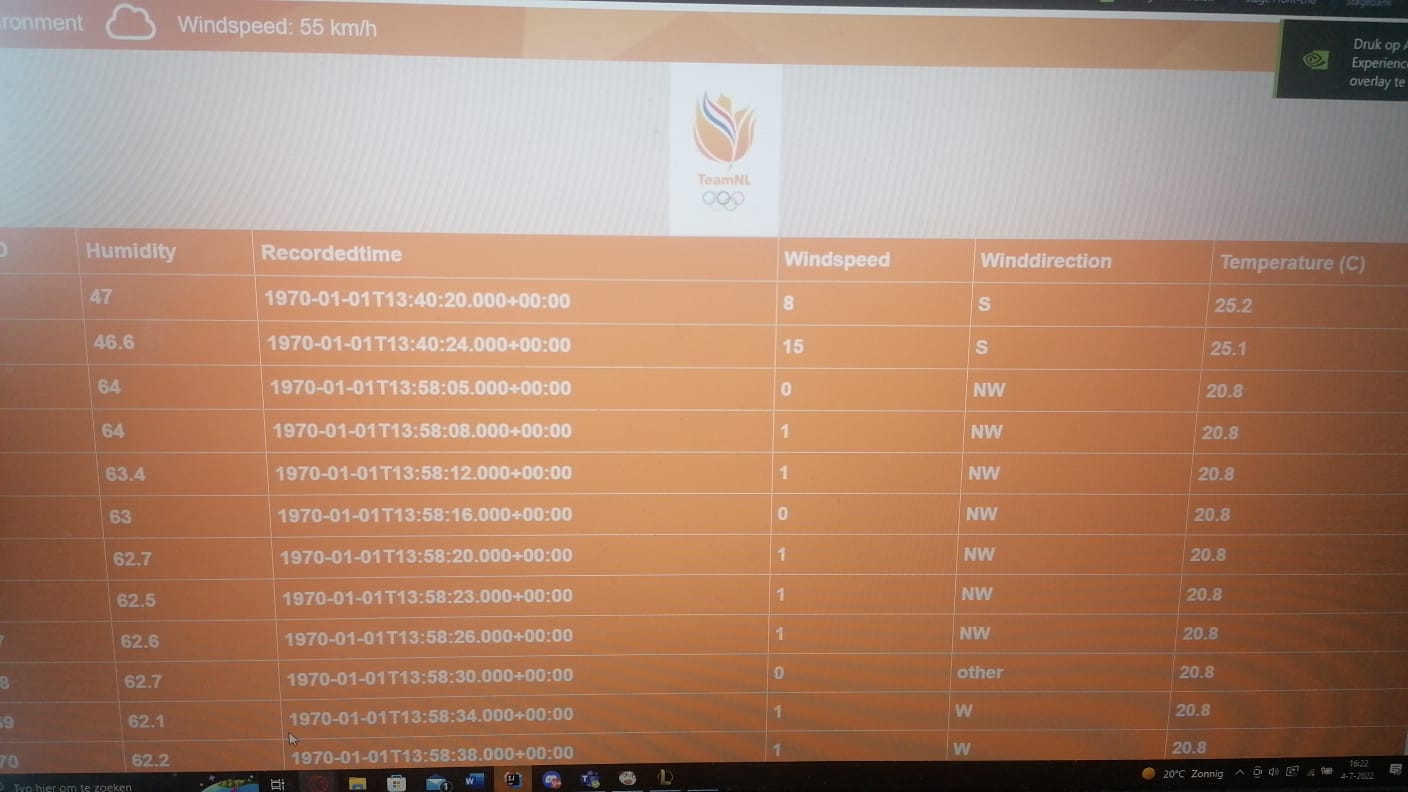 ronment Windspeed: 55 km/h
Stage Front-End
Stagebank
Druk op A
Experience
overlay te
TeamNL
Humidity Recordedtime Windspeed Winddirection Temperature (C)
47 1970-01-01T13:40:20.000+00:00 8 S 25.2
46.6 1970-01-01T13:40:24.000+00:00 15 S 25.1
64 1970-01-01T13:58:05.000+00:00 0 NW 20.8
64 1970-01-01T13:58:08.000+00:00 1 NW 20.8
63.4 1970-01-01T13:58:12.000+00:00 1 NW 20.8
63 1970-01-01T13:58:16.000+00:00 0 NW 20.8
62.7 1970-01-01T13:58:20.000+00:00 1 NW 20.8
62.5 1970-01-01T13:58:23.000+00:00 1 NW 20.8
7 62.6 1970-01-01T13:58:26.000+00:00 1 NW 20.8
8 62.7 1970-01-01T13:58:30.000+00:00 0 other 20.8
69 62.1 1970-01-01T13:58:34.000+00:00 1 W 20.8
70 62.2 1970-01-01T13:58:38.000+00:00 1 W 20.8
Typ hier om te zoeken 20°C Zonnig 16:22
4-7-2022